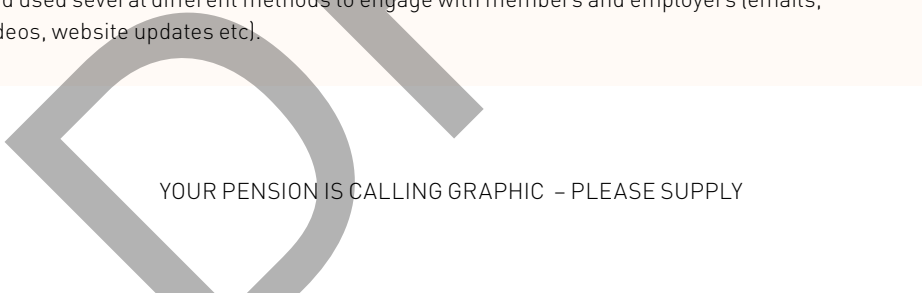 d used several at different methods to engage with members and employers (emails,
deos, website updates etc).
YOUR PENSION IS CALLING GRAPHIC – PLEASE SUPPLY